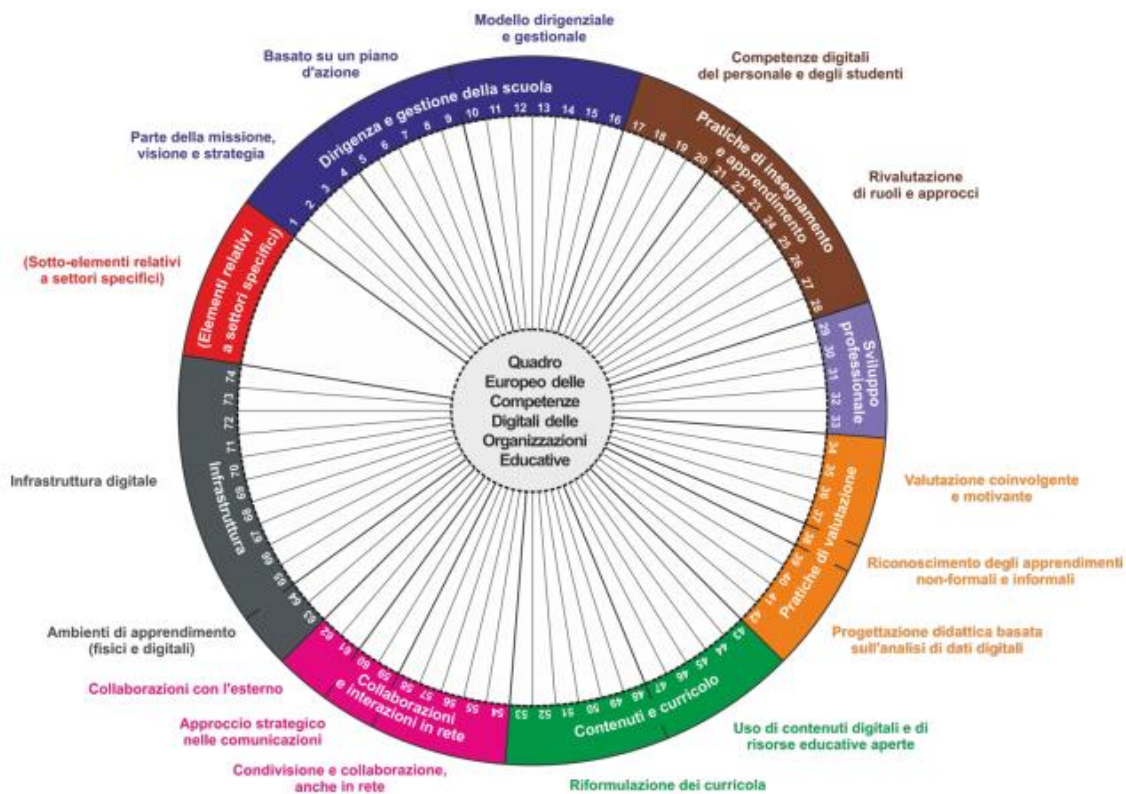 Modello dirigenziale
e gestionale
Basato su un piano
d'azione
Competenze digitali
del personale e degli studenti
Parte della missione,
visione e strategia
Rivalutazione
di ruoli e approcci
(Sotto-elementi relativi
a settori specifici)
Dirigenza e gestione della scuola
Pratiche di insegnamento
e apprendimento
Sviluppo
professionale
Pratiche di valutazione
Contenuti e curricolo
Collaborazioni
e interazioni in rete
Infrastruttura
(Elementi relativi
a settori specifici)
1 2 3 4 5 6 7 8 9 10 11 12 13 14 15 16
17 18 19 20 21 22 23 24 25 26 27 28
29 30 31 32 33
34 35 36 37 38 39 40 41 42
43 44 45 46 47 48 49 50 51 52 53
54 55 56 57 58 59 60 61 62
63 64 65 66 67 68 69 70 71 72 73 74
Quadro
Europeo delle
Competenze
Digitali delle
Organizzazioni
Educative
Infrastruttura digitale
Valutazione coinvolgente
e motivante
Riconoscimento degli apprendimenti
non-formali e informali
Ambienti di apprendimento
(fisici e digitali)
Progettazione didattica basata
sull'analisi di dati digitali
Collaborazioni con l'esterno
Approccio strategico
nelle comunicazioni
Uso di contenuti digitali e di
risorse educative aperte
Condivisione e collaborazione,
anche in rete
Riformulazione dei curricola